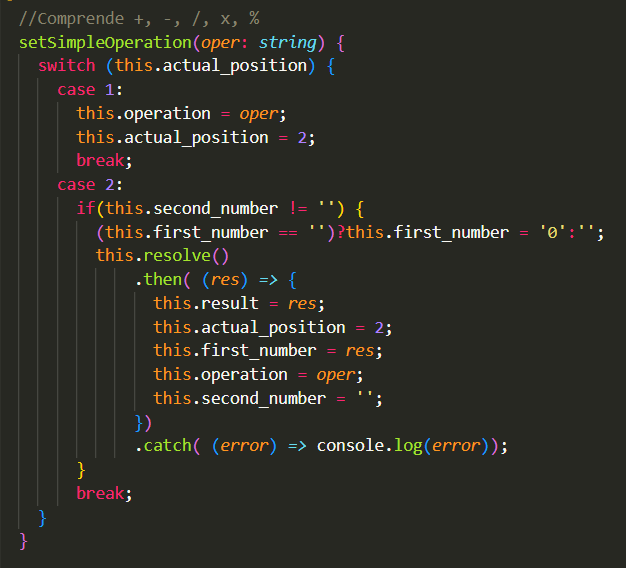 //Comprende +, -, /, x, %
setSimpleOperation(oper: string) {
switch (this.actual_position) {
case 1:
this.operation = oper;
this.actual_position = 2;
break;
case 2:
if(this.second_number != '') {
(this.first_number == '')?this.first_number = '0':'';
this.resolve()
.then( (res) => {
this.result = res;
this.actual_position = 2;
this.first_number = res;
this.operation = oper;
this.second_number = '';
})
.catch( (error) => console.log(error));
}
break;
}
}